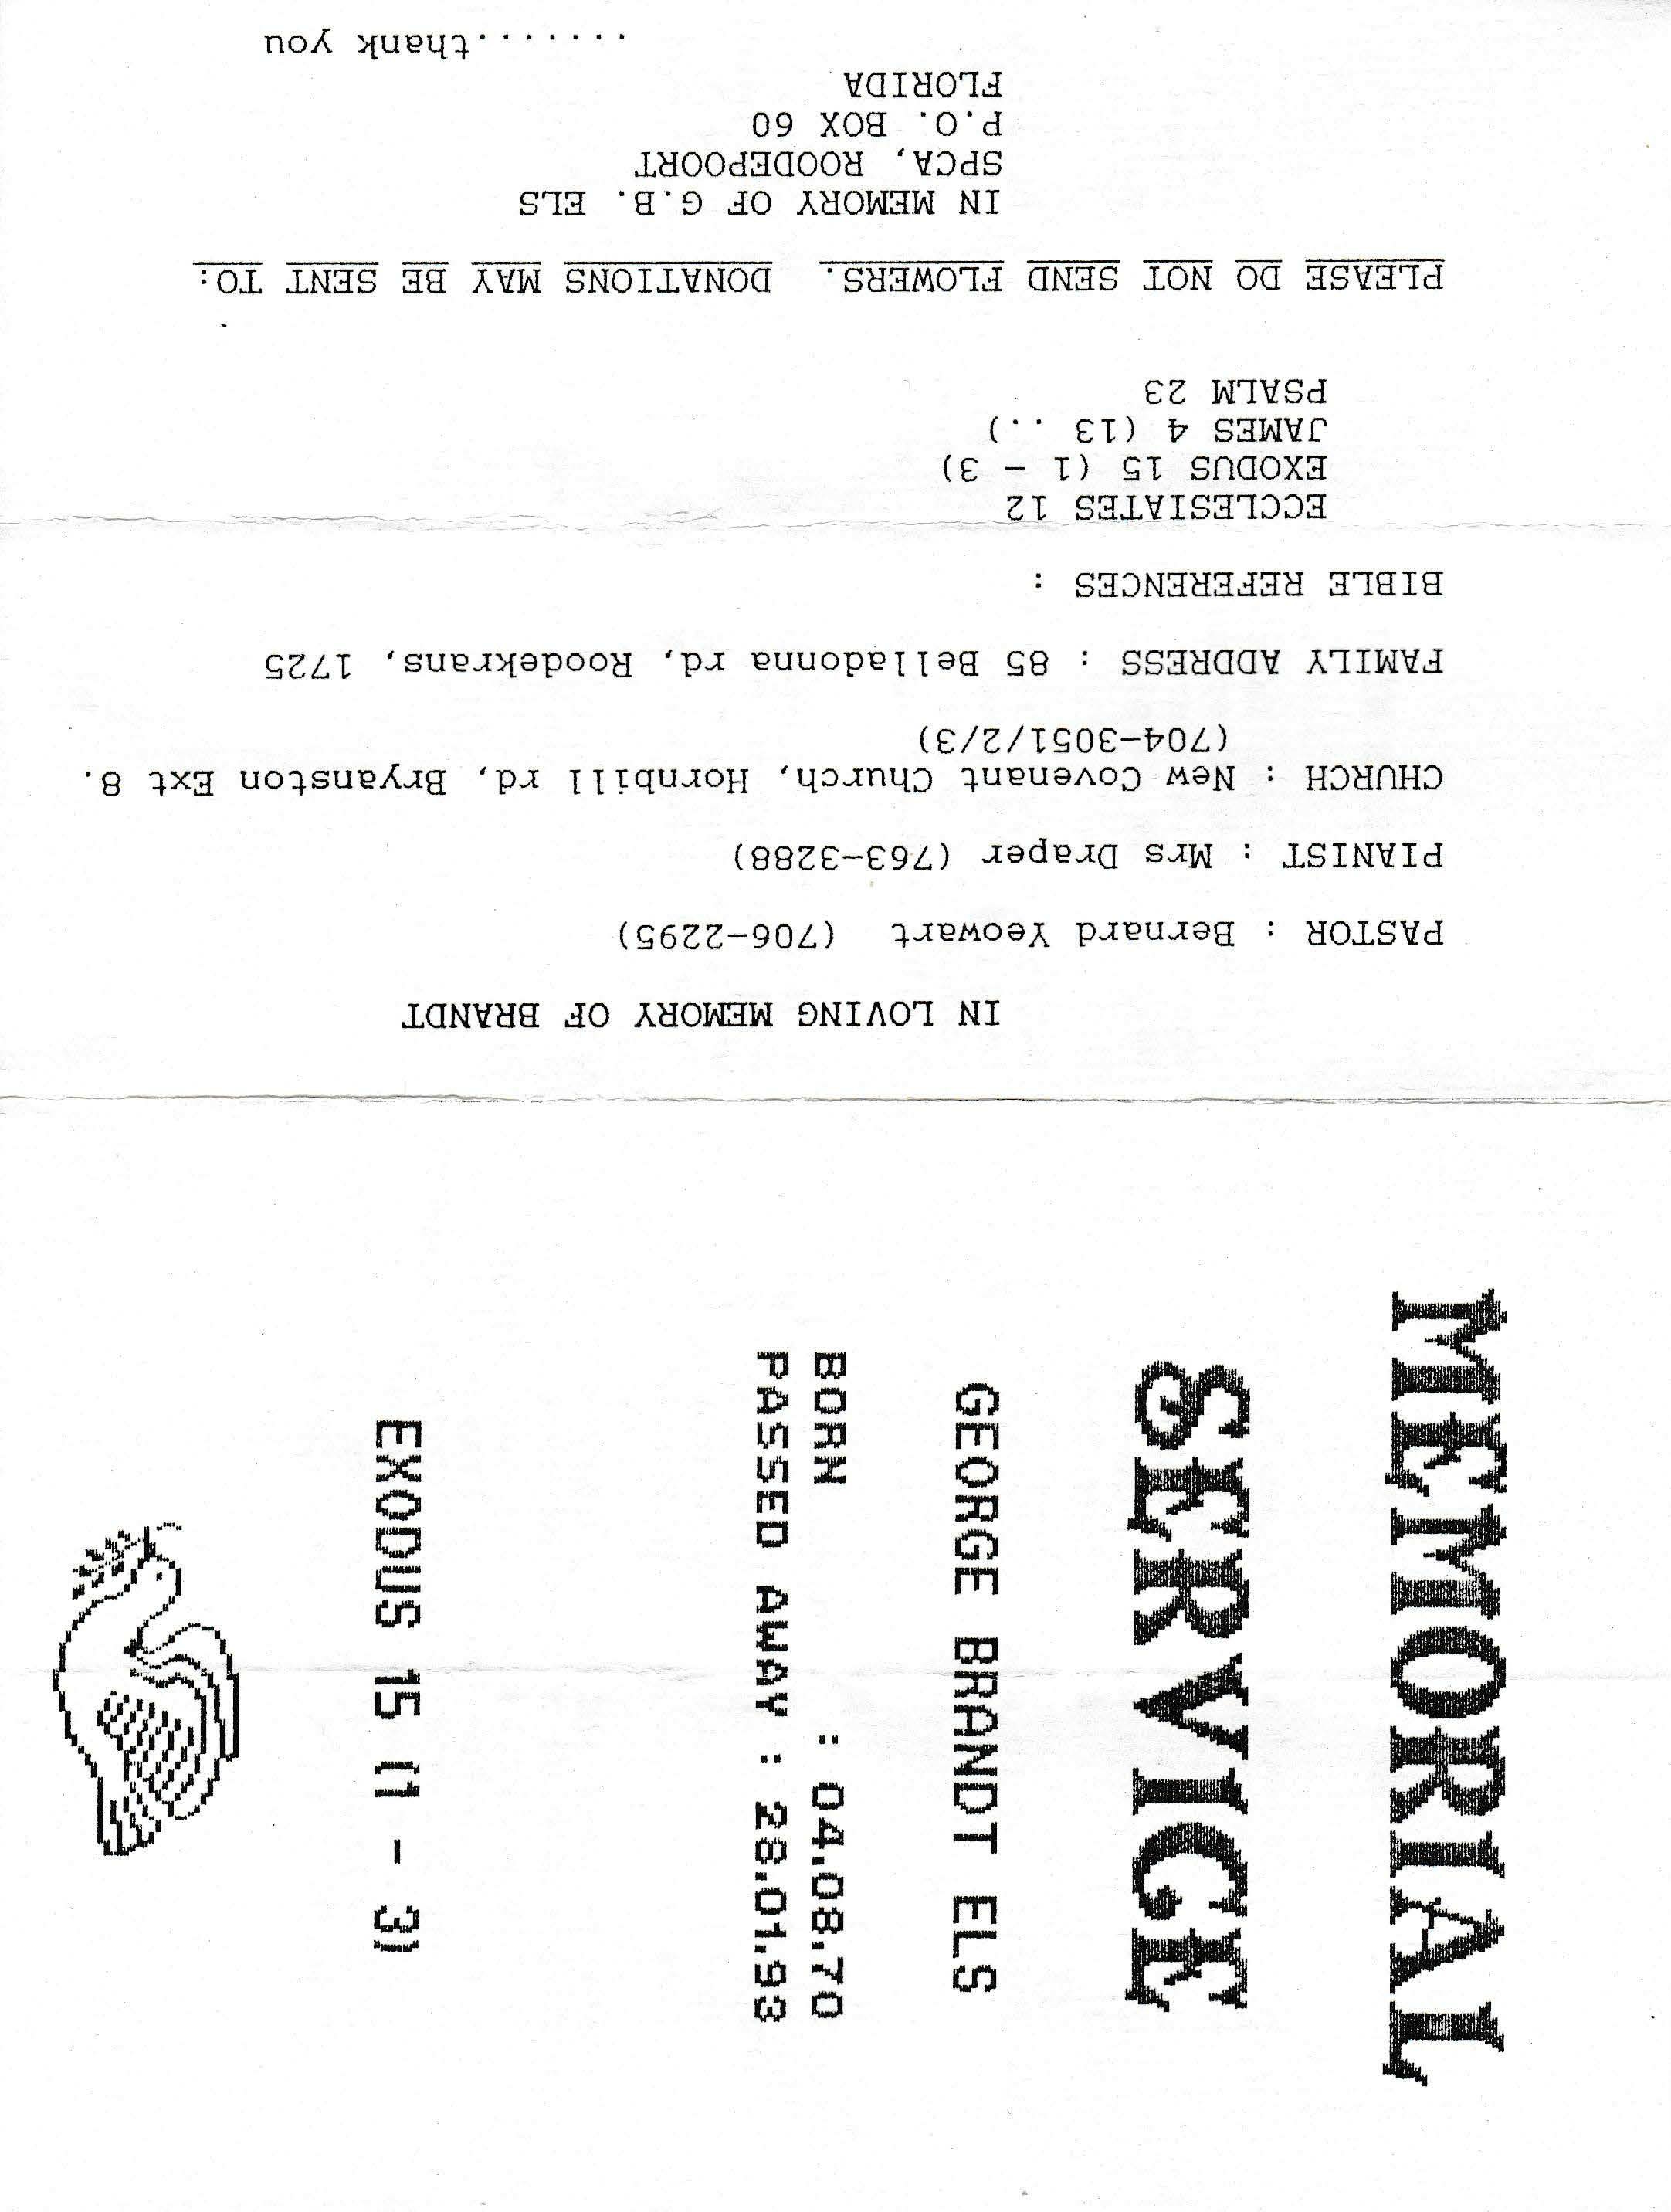 MEMORIAL
SERVICE
GEORGE BRANDT ELS
BORN : 04.08.70
PASSED AWAY : 28.01.93
EXODUS 15 (1 - 3)
IN LOVING MEMORY OF BRANDT
PASTOR : Bernard Yeowart (706-2295)
PIANIST : Mrs Draper (763-3288)
CHURCH : New Covenant Church, Hornbill rd, Bryanston Ext 8.
(704-3051/2/3)
FAMILY ADDRESS : 85 Belladonna rd, Roodekrans, 1725
BIBLE REFERENCES :
ECCLESIATES 12
EXODUS 15 (1 - 3)
JAMES 4 (13 ..)
PSALM 23
PLEASE DO NOT SEND FLOWERS. DONATIONS MAY BE SENT TO:
IN MEMORY OF G.B. ELS
SPCA, ROODEPOORT
P.O. BOX 60
FLORIDA
.......thank you